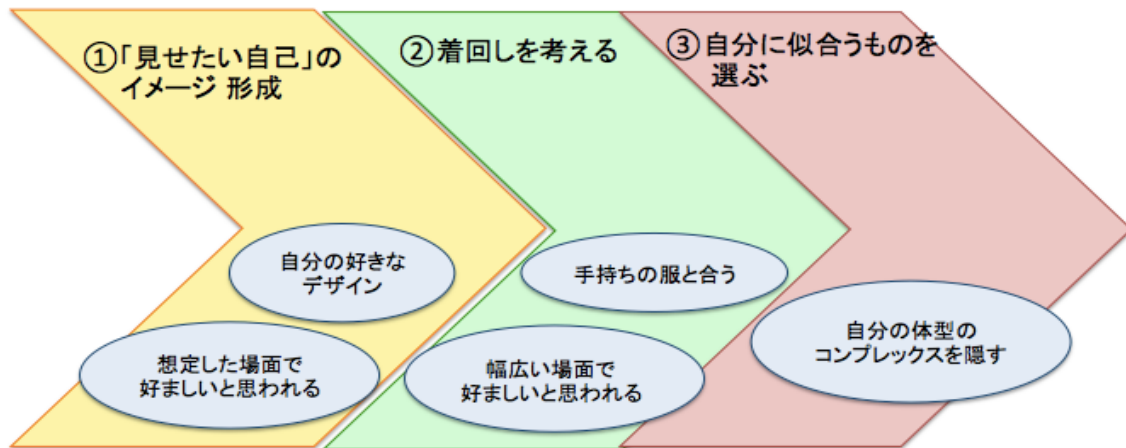 ①「見せたい自己」の
イメージ 形成
②着回しを考える
③自分に似合うものを
選ぶ
自分の好きな
デザイン
想定した場面で
好ましいと思われる
手持ちの服と合う
幅広い場面で
好ましいと思われる
自分の体型の
コンプレックスを隠す